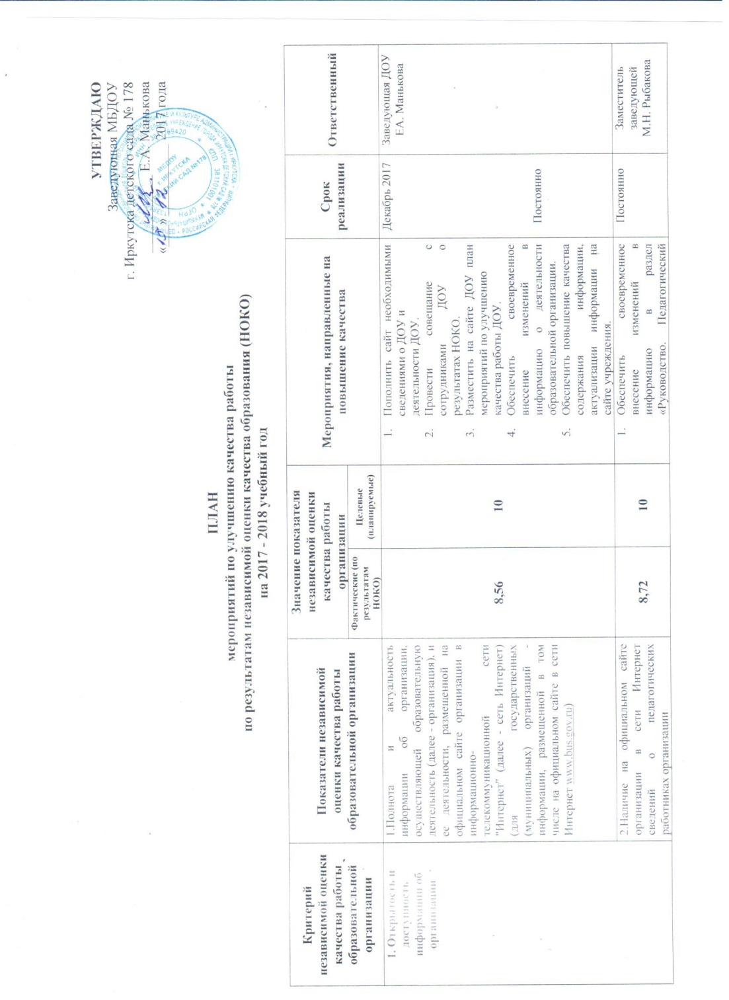 УТВЕРЖДАЮ
Заведующая МБДОУ
г. Иркутска детского сада № 178
Е.А. Манькова
« 15 » 12 2017 года
ПЛАН
мероприятий по улучшению качества работы
по результатам независимой оценки качества образования (НОКО)
на 2017 - 2018 учебный год
Критерий
независимой оценки
качества работы -
образовательной
организации
Показатели независимой
оценки качества работы
образовательной организации
Значение показателя
независимой оценки
качества работы
организации
Фактические (по
результатам
НОКО)
Целевые
(планируемые)
Мероприятия, направленные на
повышение качества
Срок
реализации
Ответственный
1. Открытость и
доступность
информации об
организации
1.Полнота и актуальность
информации об организации,
осуществляющей образовательную
деятельность (далее - организация), и
ее деятельности, размещенной на
официальном сайте организации в
информационно-
телекоммуникационной сети
"Интернет" (далее - сеть Интернет)
(для государственных
(муниципальных) организаций -
информации, размещенной в том
числе на официальном сайте в сети
Интернет www.bus.gov.ru)
8,56
10
1. Пополнить сайт необходимыми
сведениями о ДОУ и
деятельности ДОУ.
2. Провести совещание с
сотрудниками ДОУ о
результатах НОКО.
3. Разместить на сайте ДОУ план
мероприятий по улучшению
качества работы ДОУ.
4. Обеспечить своевременное
внесение изменений в
информацию о деятельности
образовательной организации.
5. Обеспечить повышение качества
содержания информации,
актуализации информации на
сайте учреждения.
Декабрь 2017
Постоянно
Заведующая ДОУ
ЕА. Манькова
2.Наличие на официальном сайте
организации в сети Интернет
сведений о педагогических
работниках организации
8,72
10
1. Обеспечить своевременное
внесение изменений в
информацию в раздел
«Руководство. Педагогический
Постоянно
Заместитель
заведующей
М.Н. Рыбакова
МБДОУ
г. ИРКУТСКА
САД №178